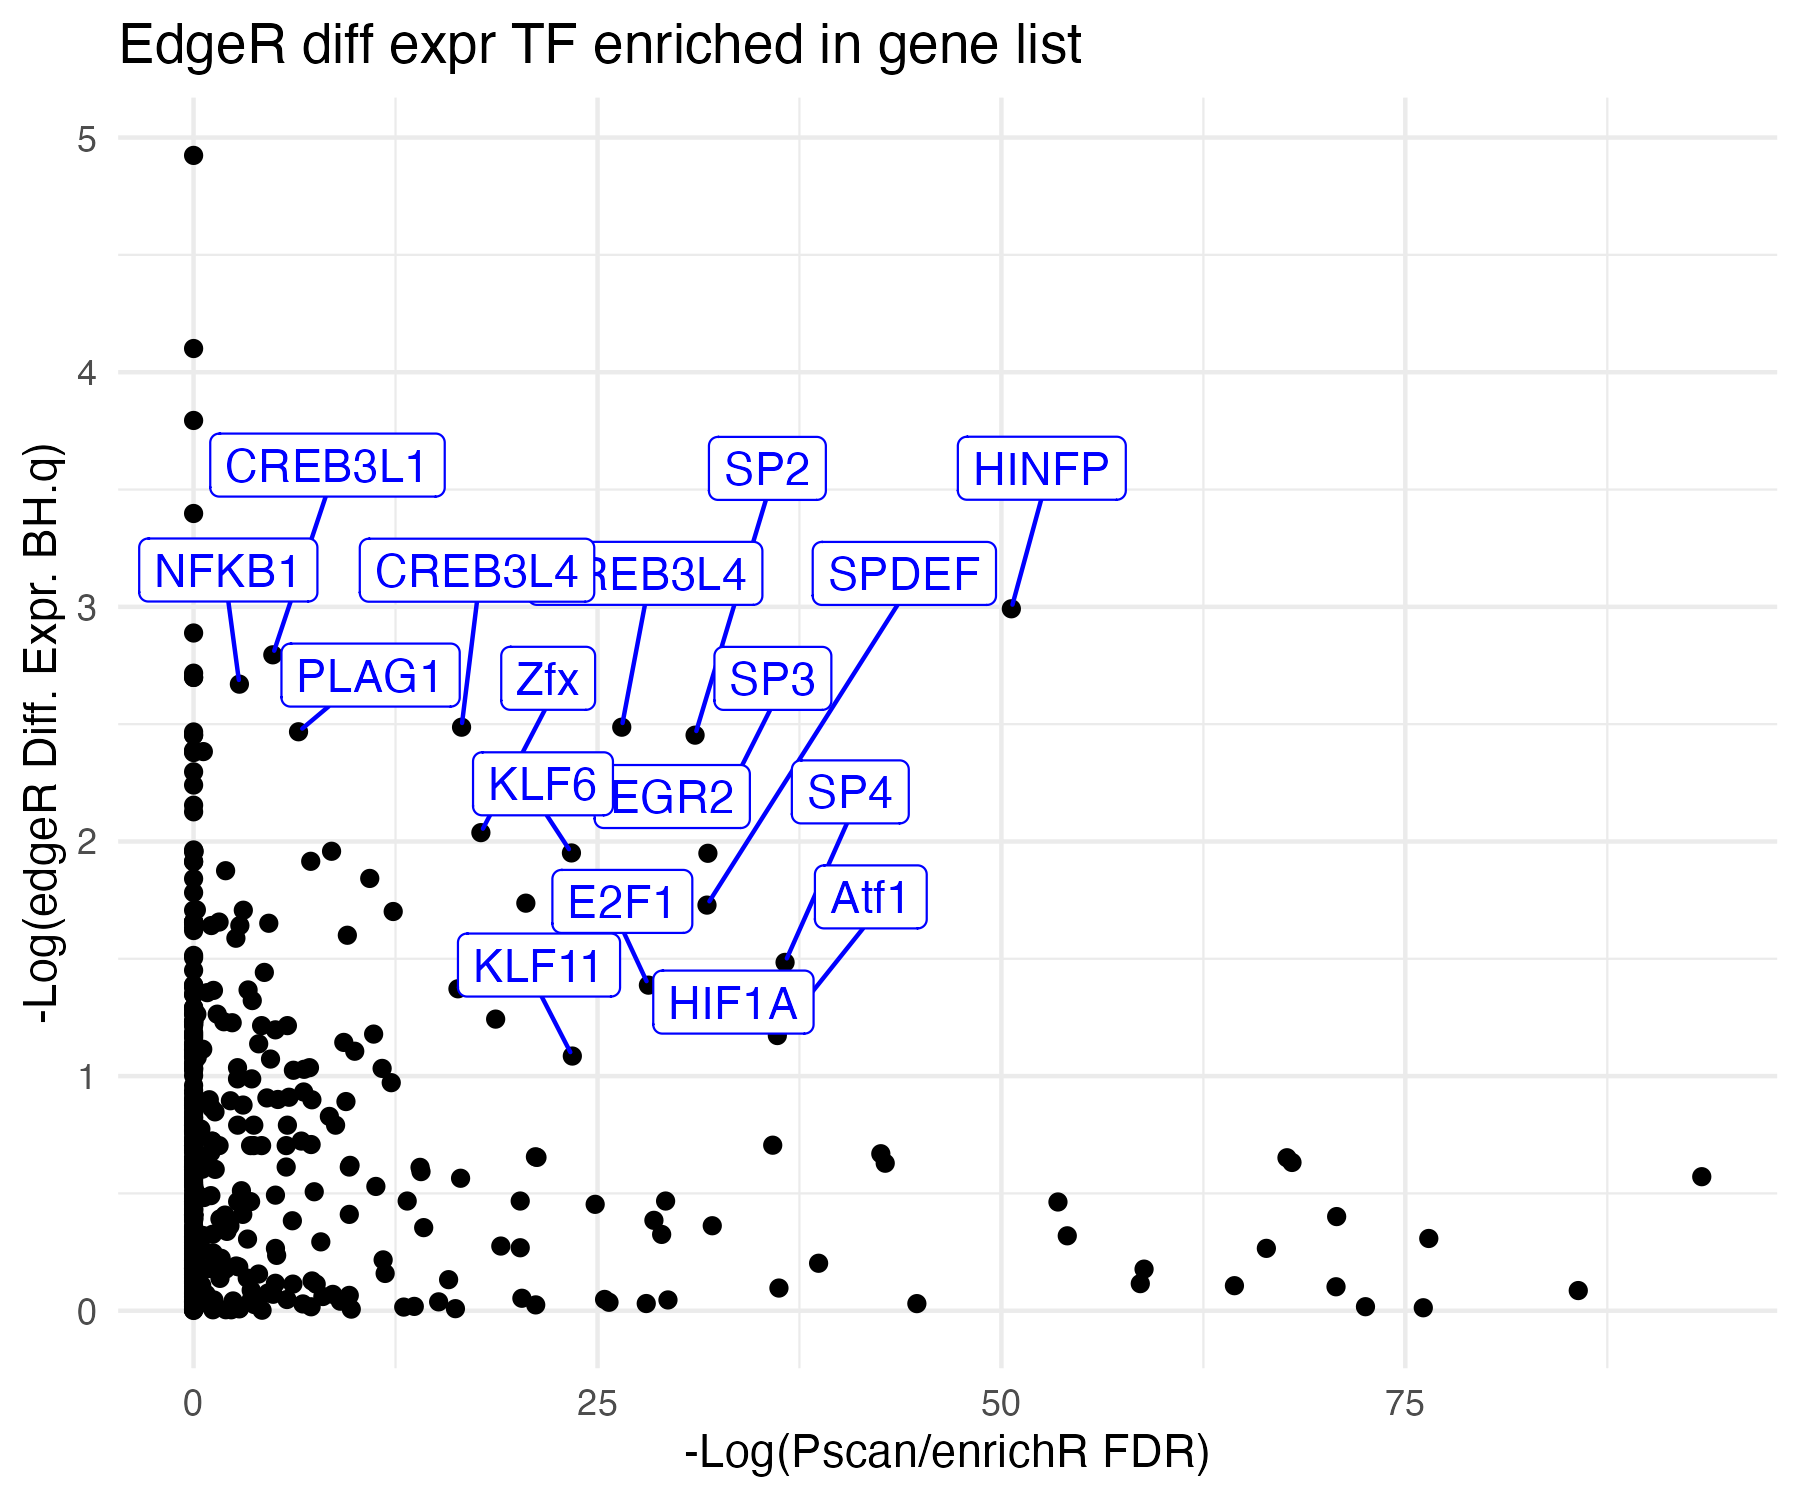 EdgeR diff expr TF enriched in gene list
-Log(edgeR Diff. Expr. BH.q)
5
4
3
2
1
0
CREB3L1
SP2
HINFP
NFKB1
CREB3L4
REB3L4
SPDEF
PLAG1
Zfx
SP3
KLF6
EGR2
SP4
E2F1
Atf1
KLF11
HIF1A
0
25
50
75
-Log(Pscan/enrichR FDR)